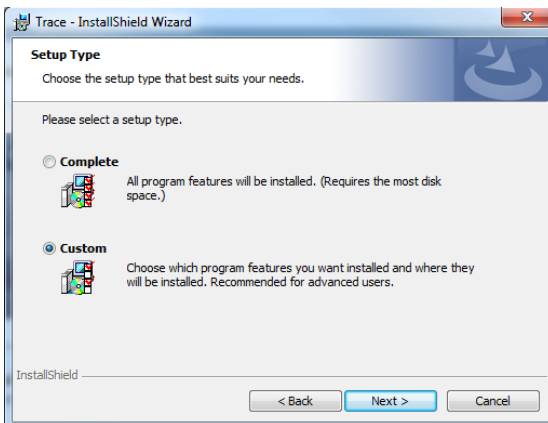 Trace - InstallShield Wizard
Setup Type
Choose the setup type that best suits your needs.
Please select a setup type.
Complete
All program features will be installed. (Requires the most disk
space.)
Custom
Choose which program features you want installed and where they
will be installed. Recommended for advanced users.
InstallShield
< Back Next > Cancel